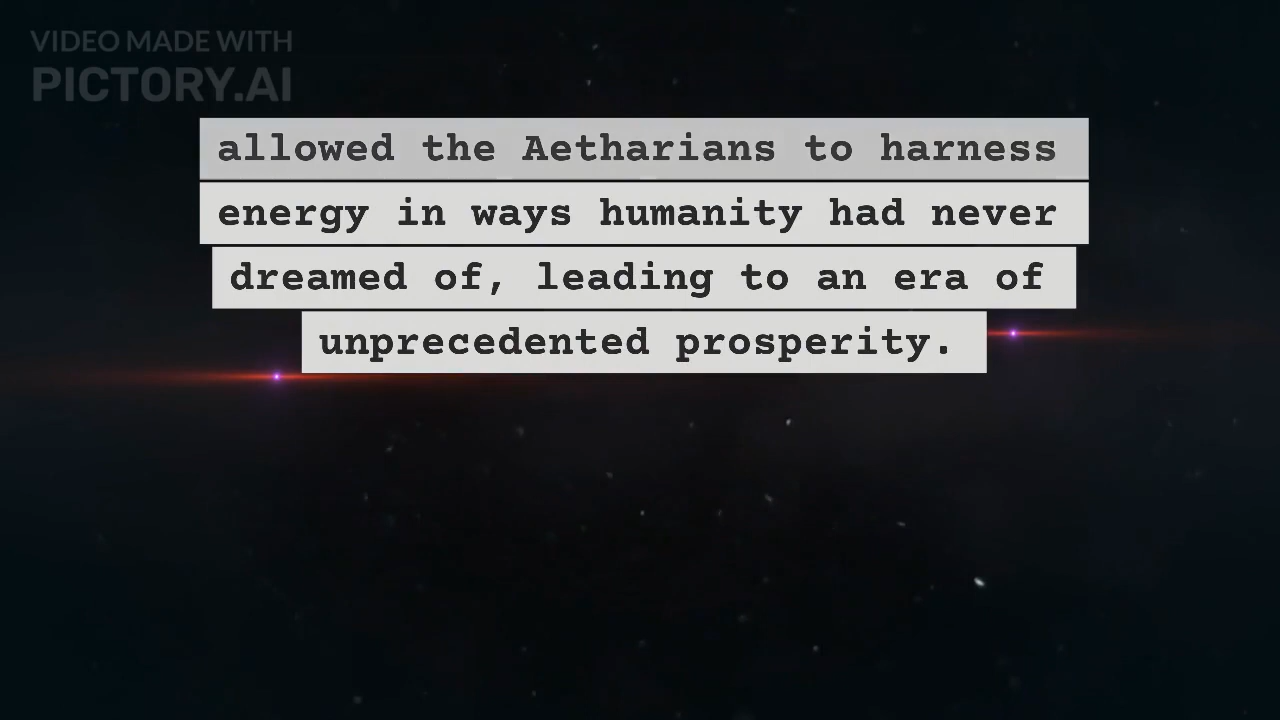 VIDEO MADE WITH
PICTORY.AI
allowed the Aetharians to harness
energy in ways humanity had never
dreamed of, leading to an era of
unprecedented prosperity.